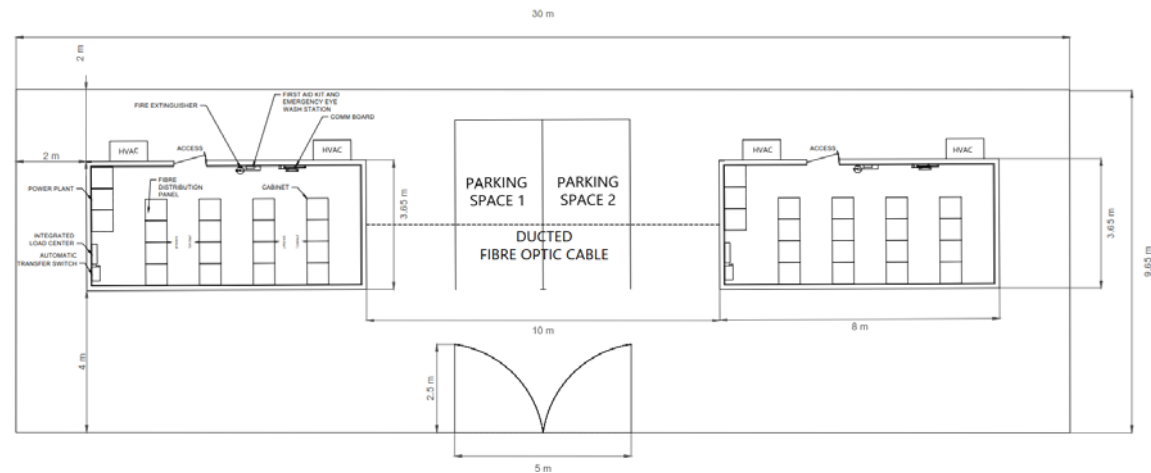 30 m
2 m
FIRST AID KIT AND
EMERGENCY EYE
WASH STATION
FIRE EXTINGUISHER
COMM BOARD
HVAC
ACCESS
HVAC
HVAC
ACCESS
HVAC
2 m
POWER PLANT
FIBRE
DISTRIBUTION
PANEL
CABINET
PARKING
SPACE 1
PARKING
SPACE 2
3.65 m
3.65 m
9.65 m
INTEGRATED
LOAD CENTER
AUTOMATIC
TRANSFER SWITCH
DUCTED
FIBRE OPTIC CABLE
10 m
8 m
4 m
2.5 m
5 m